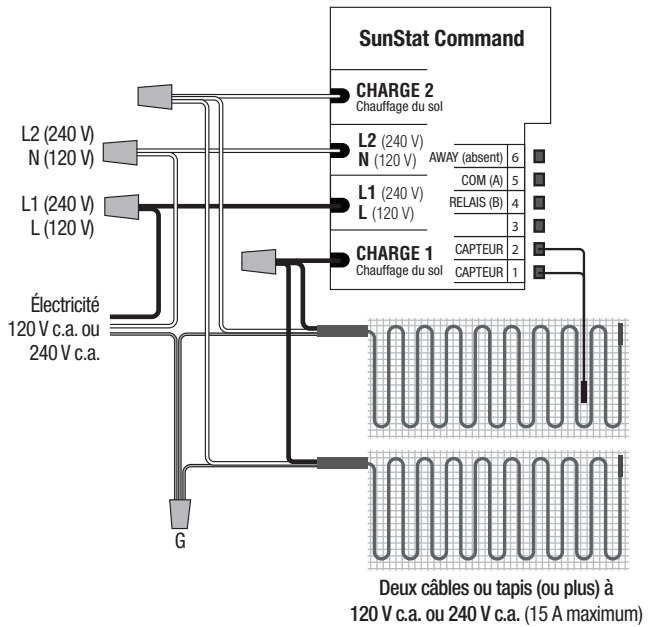 SunStat Command
CHARGE 2
Chauffage du sol
L2 (240 V)
N (120 V)
L2 (240 V)
N (120 V)
AWAY (absent) 6
COM (A) 5
L1 (240 V)
L (120 V)
L1 (240 V)
L (120 V)
RELAIS (B) 4
3
CHARGE 1
Chauffage du sol
CAPTEUR 2
CAPTEUR 1
Électricité
120 V c.a. ou
240 V c.a.
G
Deux câbles ou tapis (ou plus) à
120 V c.a. ou 240 V c.a. (15 A maximum)